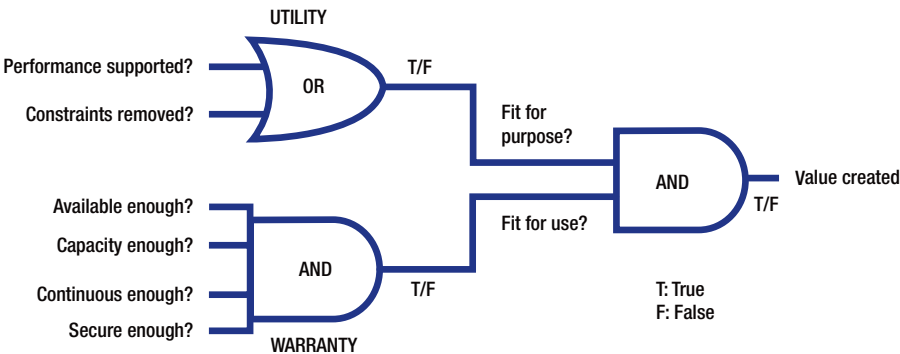 UTILITY
Performance supported?
Constraints removed?
OR
T/F
Fit for
purpose?
Available enough?
Capacity enough?
Continuous enough?
Secure enough?
AND
WARRANTY
T/F
Fit for use?
AND
T/F
Value created
T: True
F: False